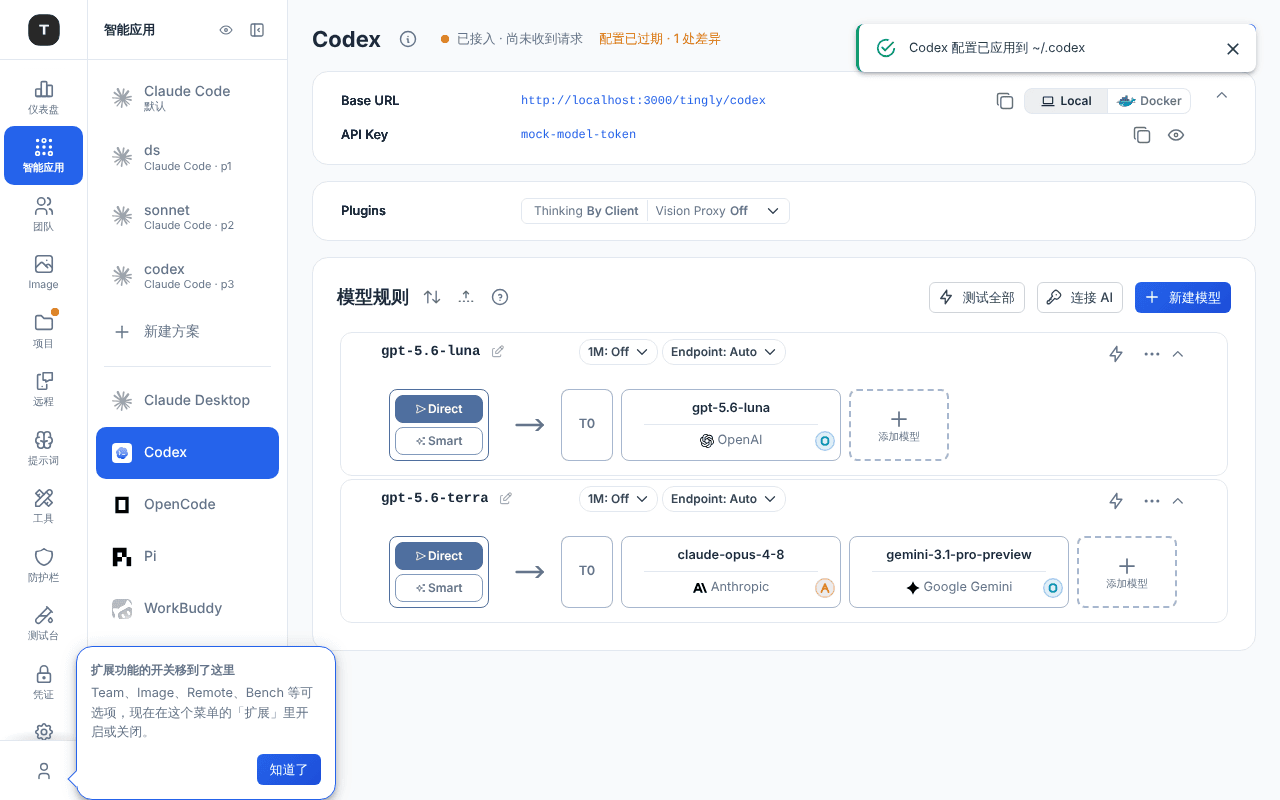 T
智能应用
仪表盘
智能应用
团队
Image
项目
远程
提示词
工具
防护栏
测试台
凭证
Claude Code
默认
ds
Claude Code · p1
sonnet
Claude Code · p2
codex
Claude Code · p3
新建方案
Claude Desktop
Codex
OpenCode
Pi
WorkBuddy
扩展功能的开关移到了这里
Team、Image、Remote、Bench 等可
选项，现在在这个菜单的「扩展」里开
启或关闭。
知道了
Codex
已接入 · 尚未收到请求
配置已过期 · 1 处差异
Codex 配置已应用到 ~/.codex
Base URL
http://localhost:3000/tingly/codex
Local
Docker
API Key
mock-model-token
Plugins
Thinking By Client
Vision Proxy Off
模型规则
测试全部
连接 AI
新建模型
gpt-5.6-luna
1M: Off
Endpoint: Auto
Direct
Smart
T0
gpt-5.6-luna
OpenAI
O
添加模型
gpt-5.6-terra
1M: Off
Endpoint: Auto
Direct
Smart
T0
claude-opus-4-8
Anthropic
A
gemini-3.1-pro-preview
Google Gemini
O
添加模型